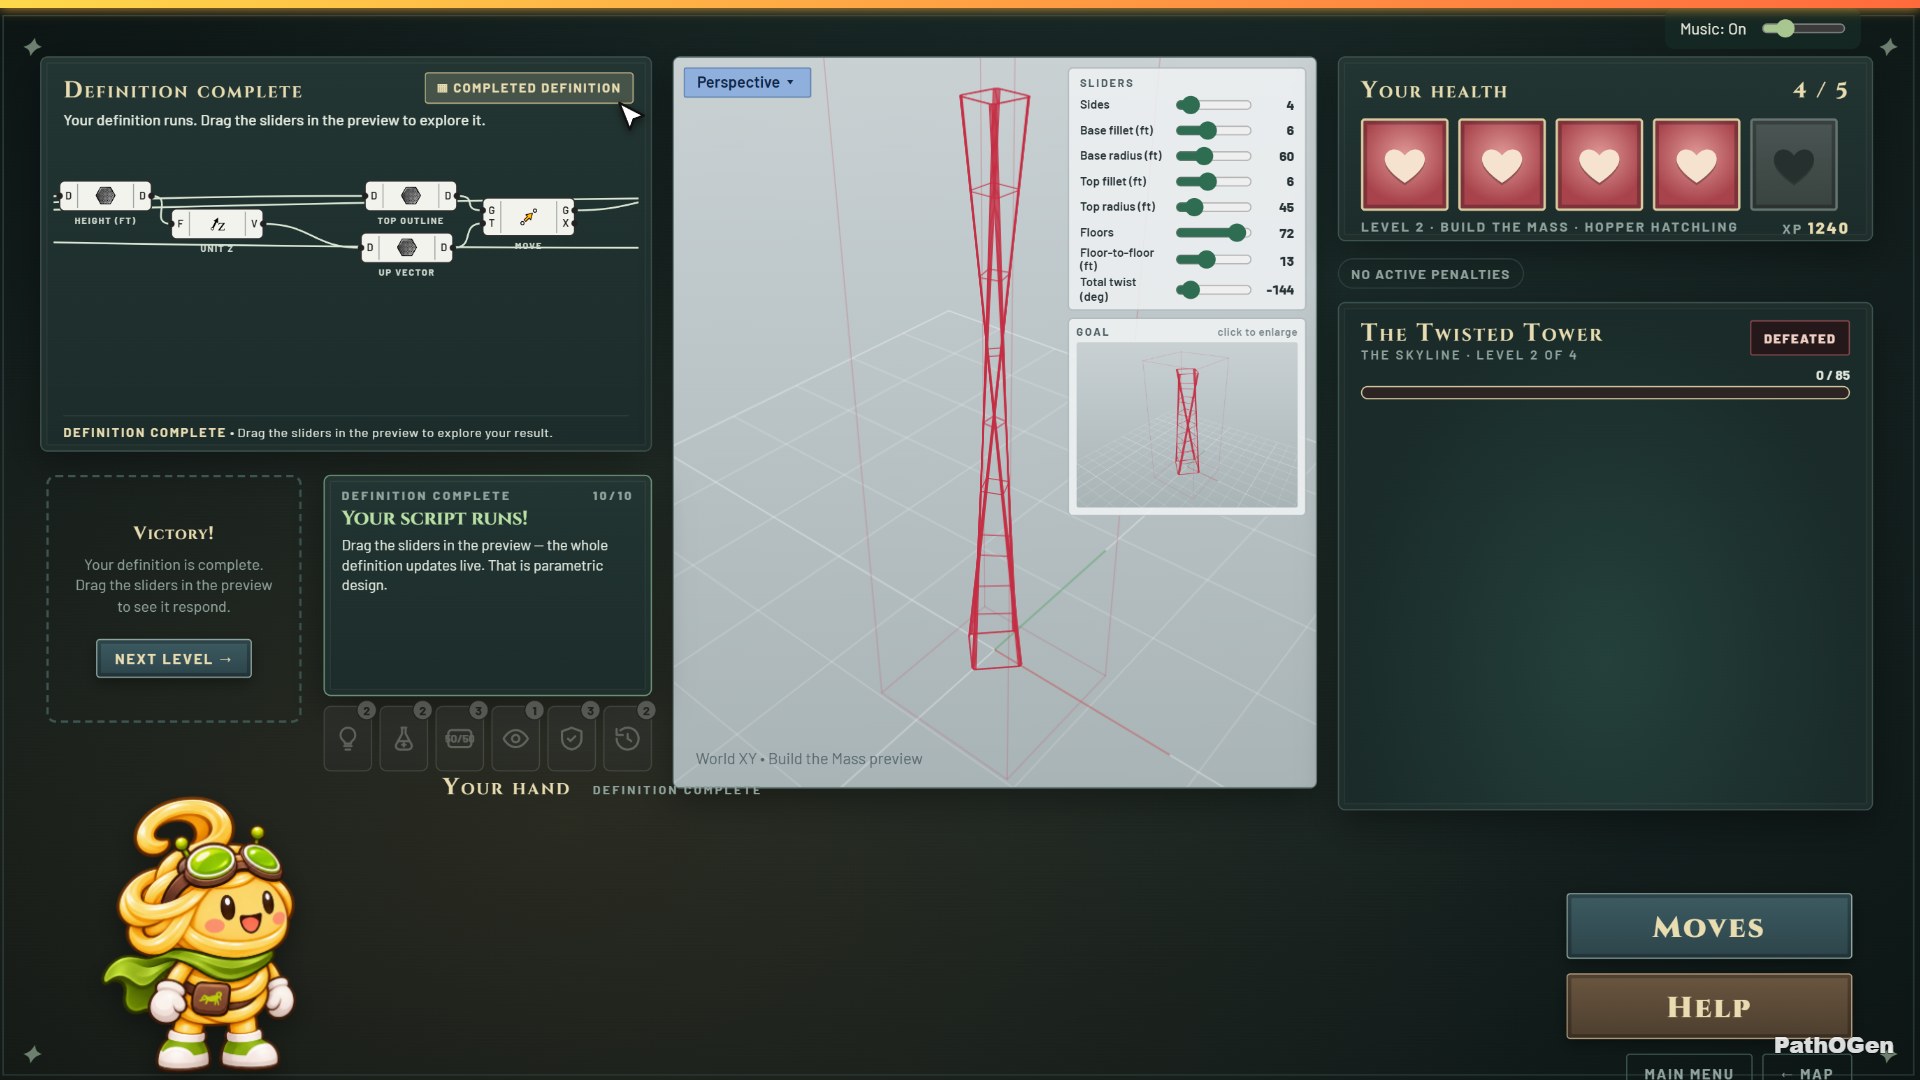 Music: On
DEFINITION COMPLETE
COMPLETED DEFINITION
Your definition runs. Drag the sliders in the preview to explore it.
D D
HEIGHT (FT)
F V
UNIT Z
D D
TOP OUTLINE
D D
UP VECTOR
G G
T X
MOVE
DEFINITION COMPLETE • Drag the sliders in the preview to explore your result.
VICTORY!
Your definition is complete.
Drag the sliders in the preview
to see it respond.
NEXT LEVEL →
DEFINITION COMPLETE 10/10
YOUR SCRIPT RUNS!
Drag the sliders in the preview — the whole
definition updates live. That is parametric
design.
2 2 3 1 3 2
50/50
YOUR HAND DEFINITION COMPLETE
Perspective
SLIDERS
Sides 4
Base fillet (ft) 6
Base radius (ft) 60
Top fillet (ft) 6
Top radius (ft) 45
Floors 72
Floor-to-floor
(ft) 13
Total twist
(deg) -144
GOAL click to enlarge
World XY • Build the Mass preview
YOUR HEALTH 4 / 5
LEVEL 2 · BUILD THE MASS · HOPPER HATCHLING XP 1240
NO ACTIVE PENALTIES
THE TWISTED TOWER
THE SKYLINE · LEVEL 2 OF 4
DEFEATED
0 / 85
MOVES
HELP
PathOGen
MAIN MENU
← MAP